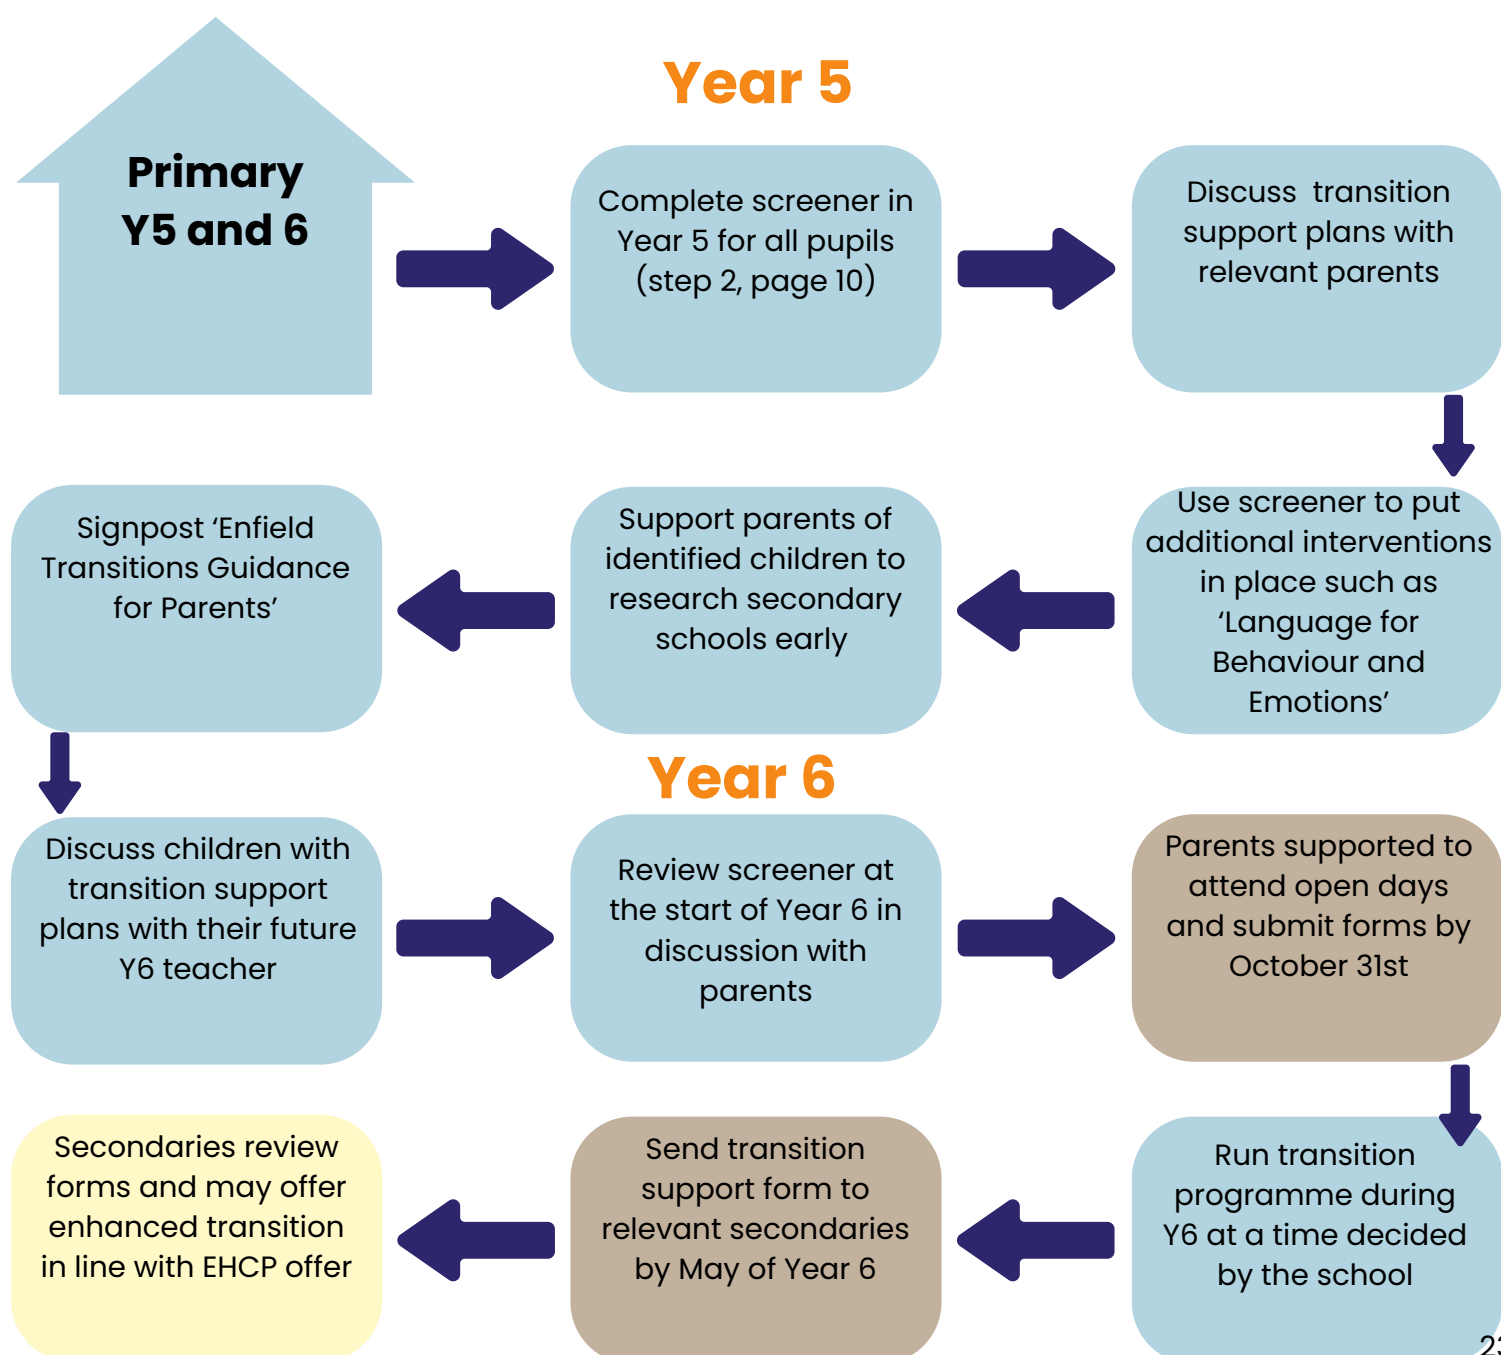 Year 5
Primary
Y5 and 6
Complete screener in
Year 5 for all pupils
(step 2, page 10)
Discuss transition
support plans with
relevant parents
Use screener to put
additional interventions
in place such as
‘Language for
Behaviour and
Emotions’
Support parents of
identified children to
research secondary
schools early
Signpost ‘Enfield
Transitions Guidance
for Parents’
Year 6
Discuss children with
transition support
plans with their future
Y6 teacher
Review screener at
the start of Year 6 in
discussion with
parents
Parents supported to
attend open days
and submit forms by
October 31st
Run transition
programme during
Y6 at a time decided
by the school
Send transition
support form to
relevant secondaries
by May of Year 6
Secondaries review
forms and may offer
enhanced transition
in line with EHCP offer
23